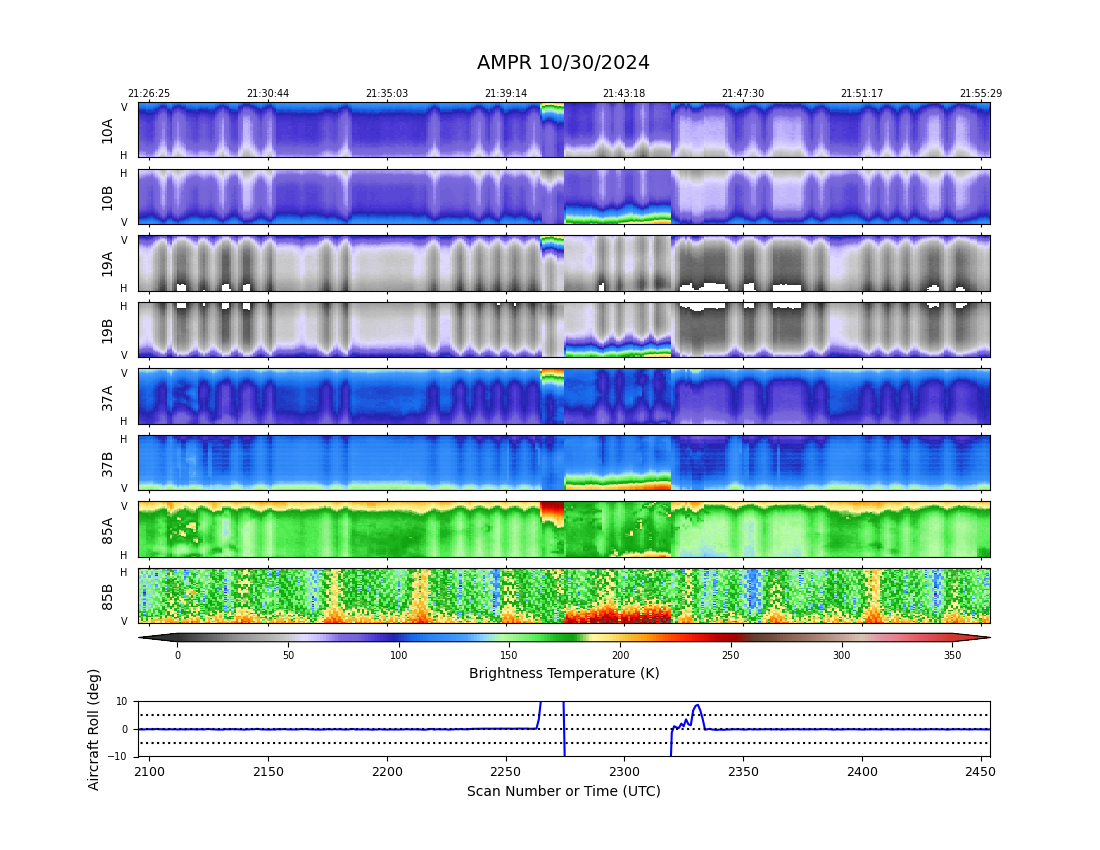 AMPR 10/30/2024
21:26:25 21:30:44 21:35:03 21:39:14 21:43:18 21:47:30 21:51:17 21:55:29
V
10A
H
H
10B
V
V
19A
H
H
19B
V
V
37A
H
H
37B
V
V
85A
H
H
85B
V
0 50 100 150 200 250 300 350
Brightness Temperature (K)
Aircraft Roll (deg)
10
0
−10
2100 2150 2200 2250 2300 2350 2400 2450
Scan Number or Time (UTC)